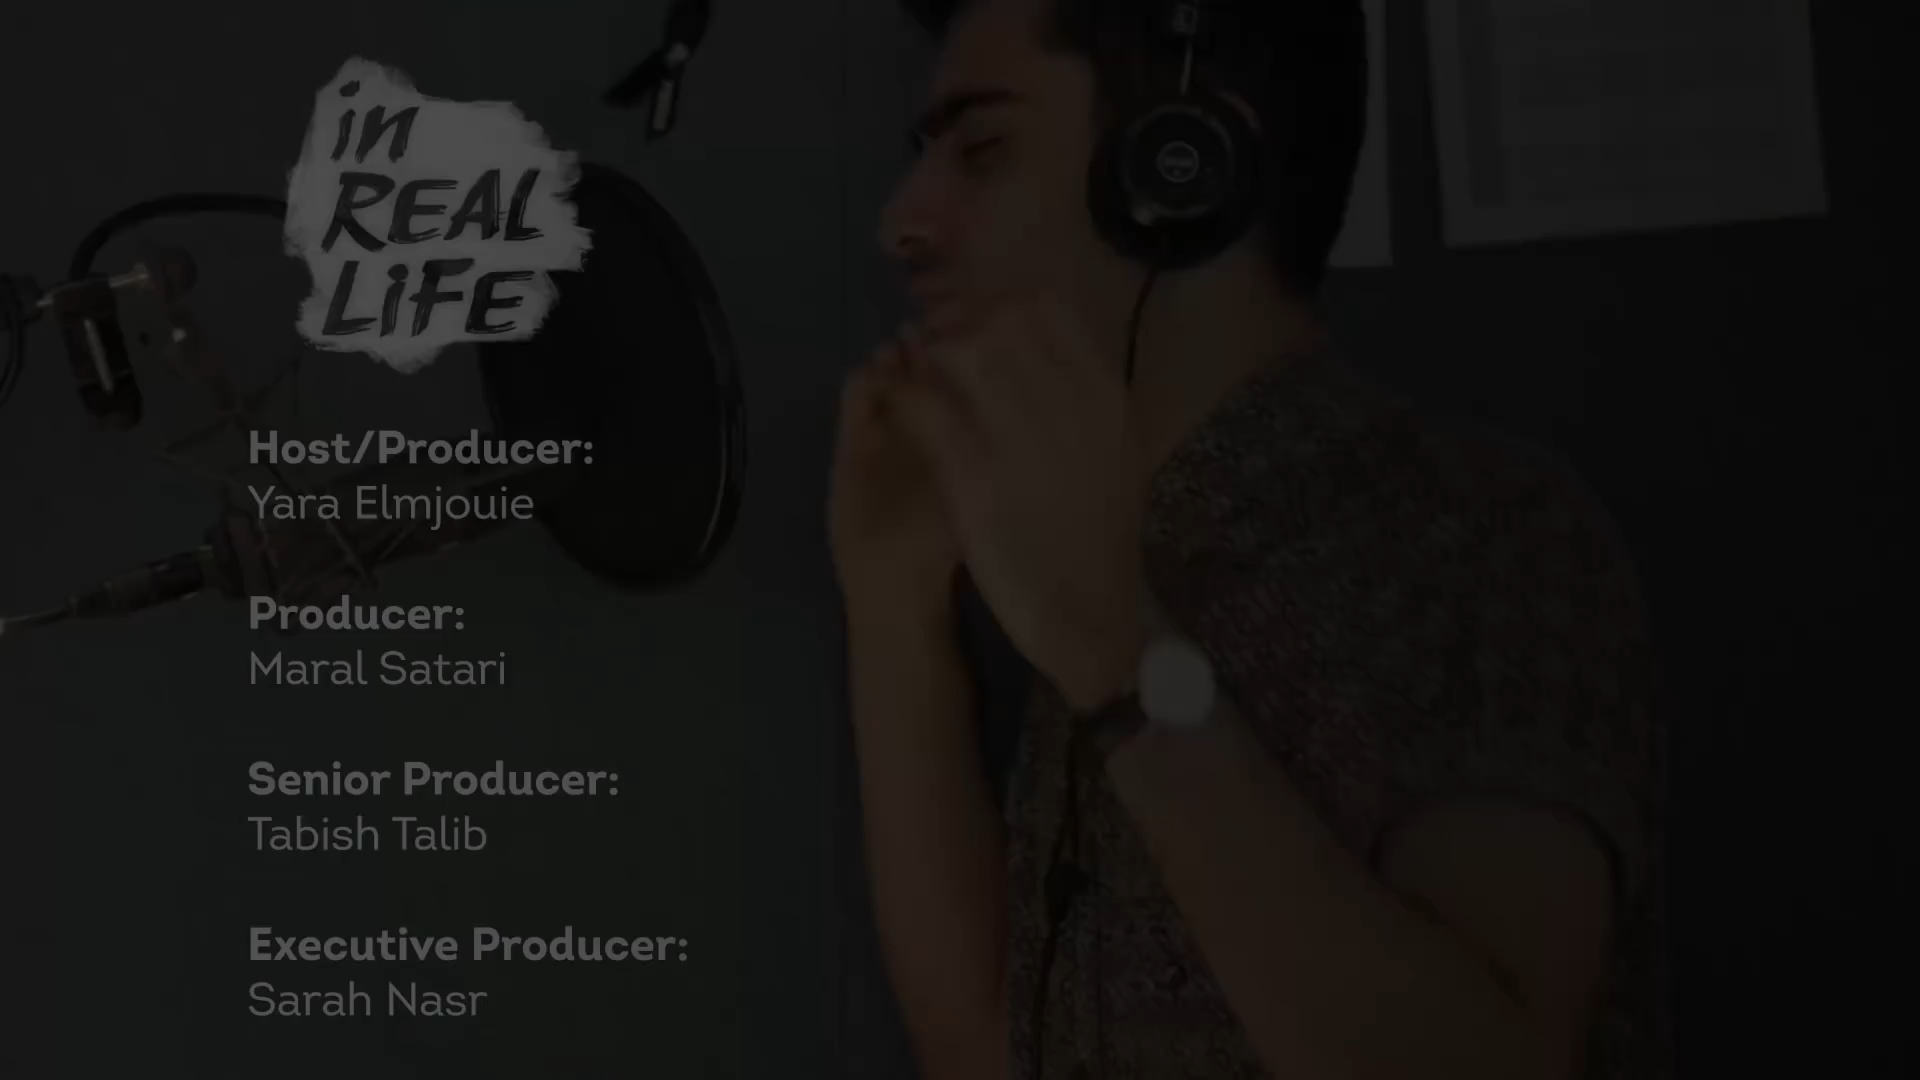 in
REAL
LiFE
Host/Producer:
Yara Elmjouie
Producer:
Maral Satari
Senior Producer:
Tabish Talib
Executive Producer:
Sarah Nasr